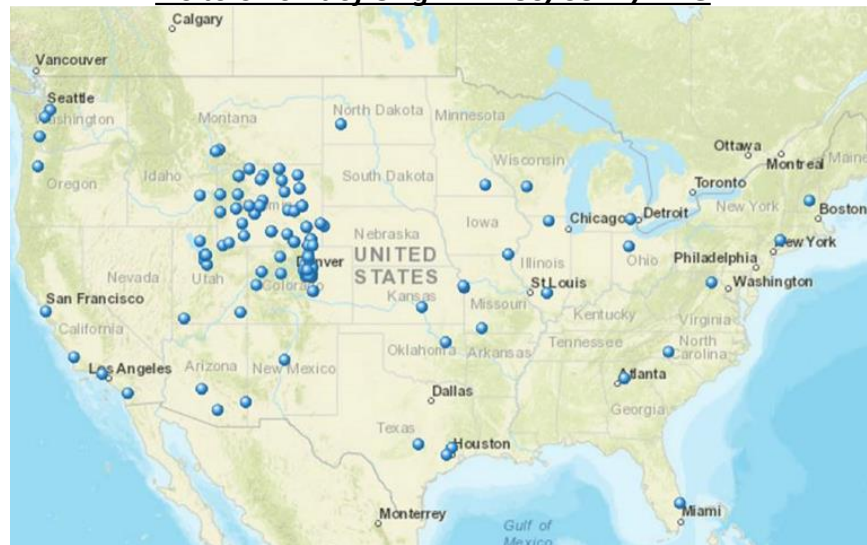 Calgary
Vancouver
Seattle
Washington
Montana
North Dakota
Minnesota
Ottawa
Montreal
Maine
Oregon
Idaho
South Dakota
Wisconsin
Toronto
New York
Boston
Iowa
Chicago
Detroit
Nebraska
UNITED
STATES
Illinois
Ohio
Philadelphia
New York
Nevada
Utah
Denver
Colorado
Kansas
Missouri
St Louis
Washington
San Francisco
California
Kentucky
Virginia
Los Angeles
Arizona
New Mexico
Oklahoma
Arkansas
Tennessee
North
Carolina
Dallas
Atlanta
Georgia
Texas
Houston
Monterrey
Gulf of
Mexico
Miami